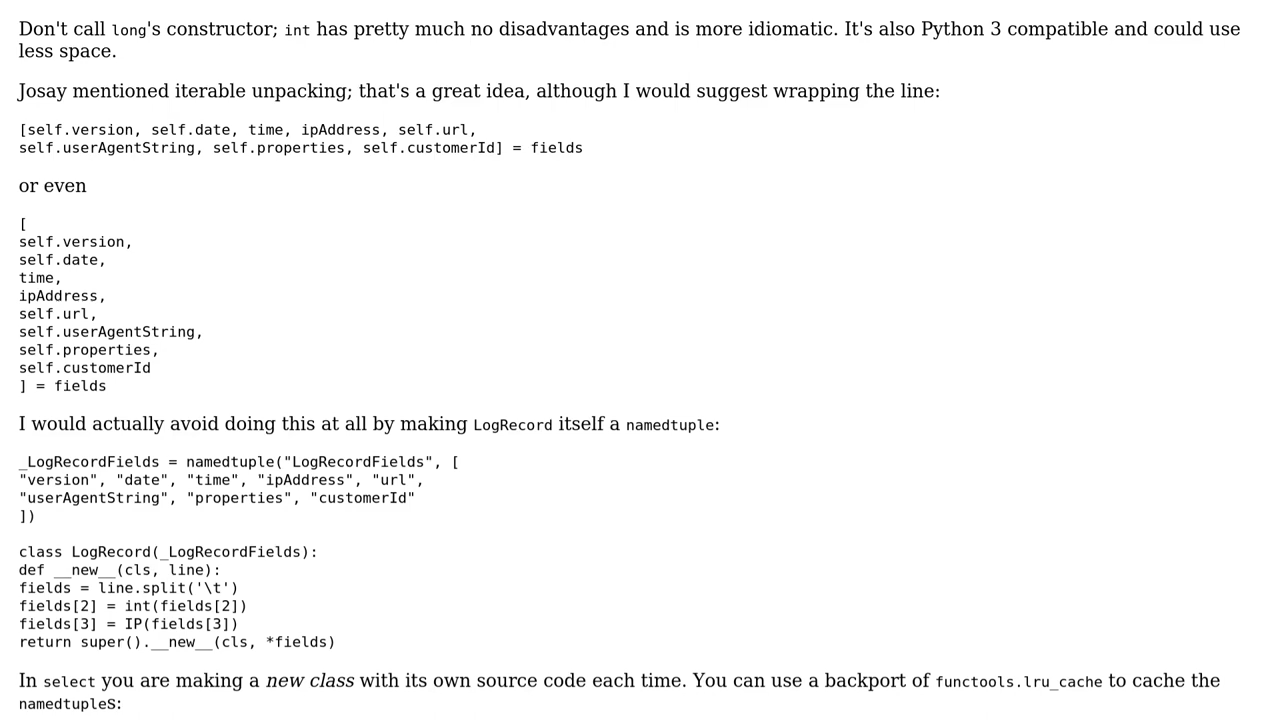 Don't call long's constructor; int has pretty much no disadvantages and is more idiomatic. It's also Python 3 compatible and could use
less space.
Josay mentioned iterable unpacking; that's a great idea, although I would suggest wrapping the line:
[self.version, self.date, time, ipAddress, self.url,
self.userAgentString, self.properties, self.customerId] = fields
or even
[
self.version,
self.date,
time,
ipAddress,
self.url,
self.userAgentString,
self.properties,
self.customerId
] = fields
I would actually avoid doing this at all by making LogRecord itself a namedtuple:
_LogRecordFields = namedtuple("LogRecordFields", [
"version", "date", "time", "ipAddress", "url",
"userAgentString", "properties", "customerId"
])
class LogRecord(_LogRecordFields):
def __new__(cls, line):
fields = line.split('\t')
fields[2] = int(fields[2])
fields[3] = IP(fields[3])
return super().__new__(cls, *fields)
In select you are making a new class with its own source code each time. You can use a backport of functools.lru_cache to cache the
namedtuples: